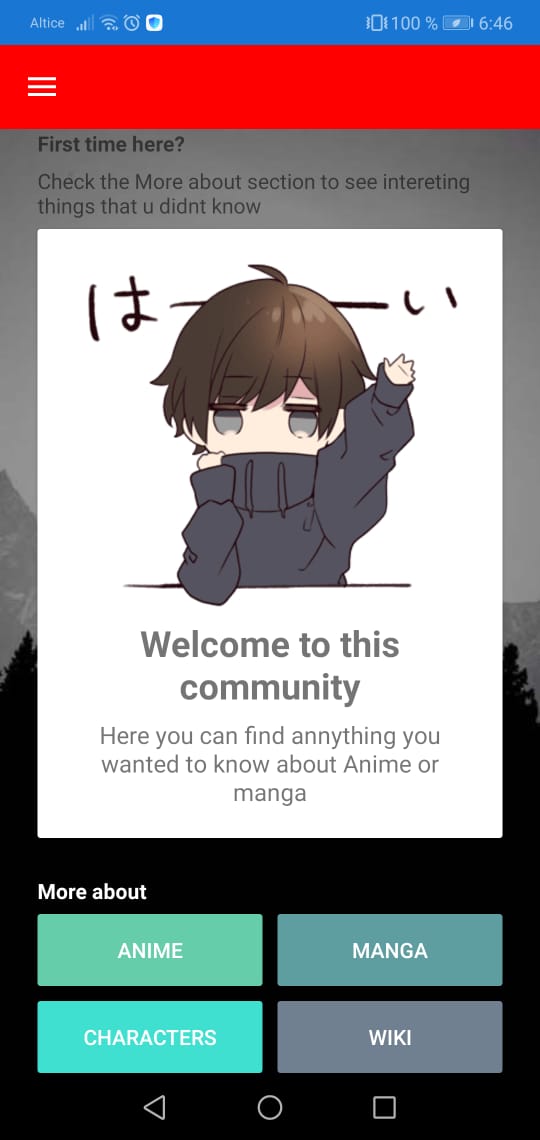 Altice 100 % 6:46
First time here?
Check the More about section to see intereting
things that u didnt know
はーい
Welcome to this
community
Here you can find annything you
wanted to know about Anime or
manga
More about
ANIME MANGA
CHARACTERS WIKI